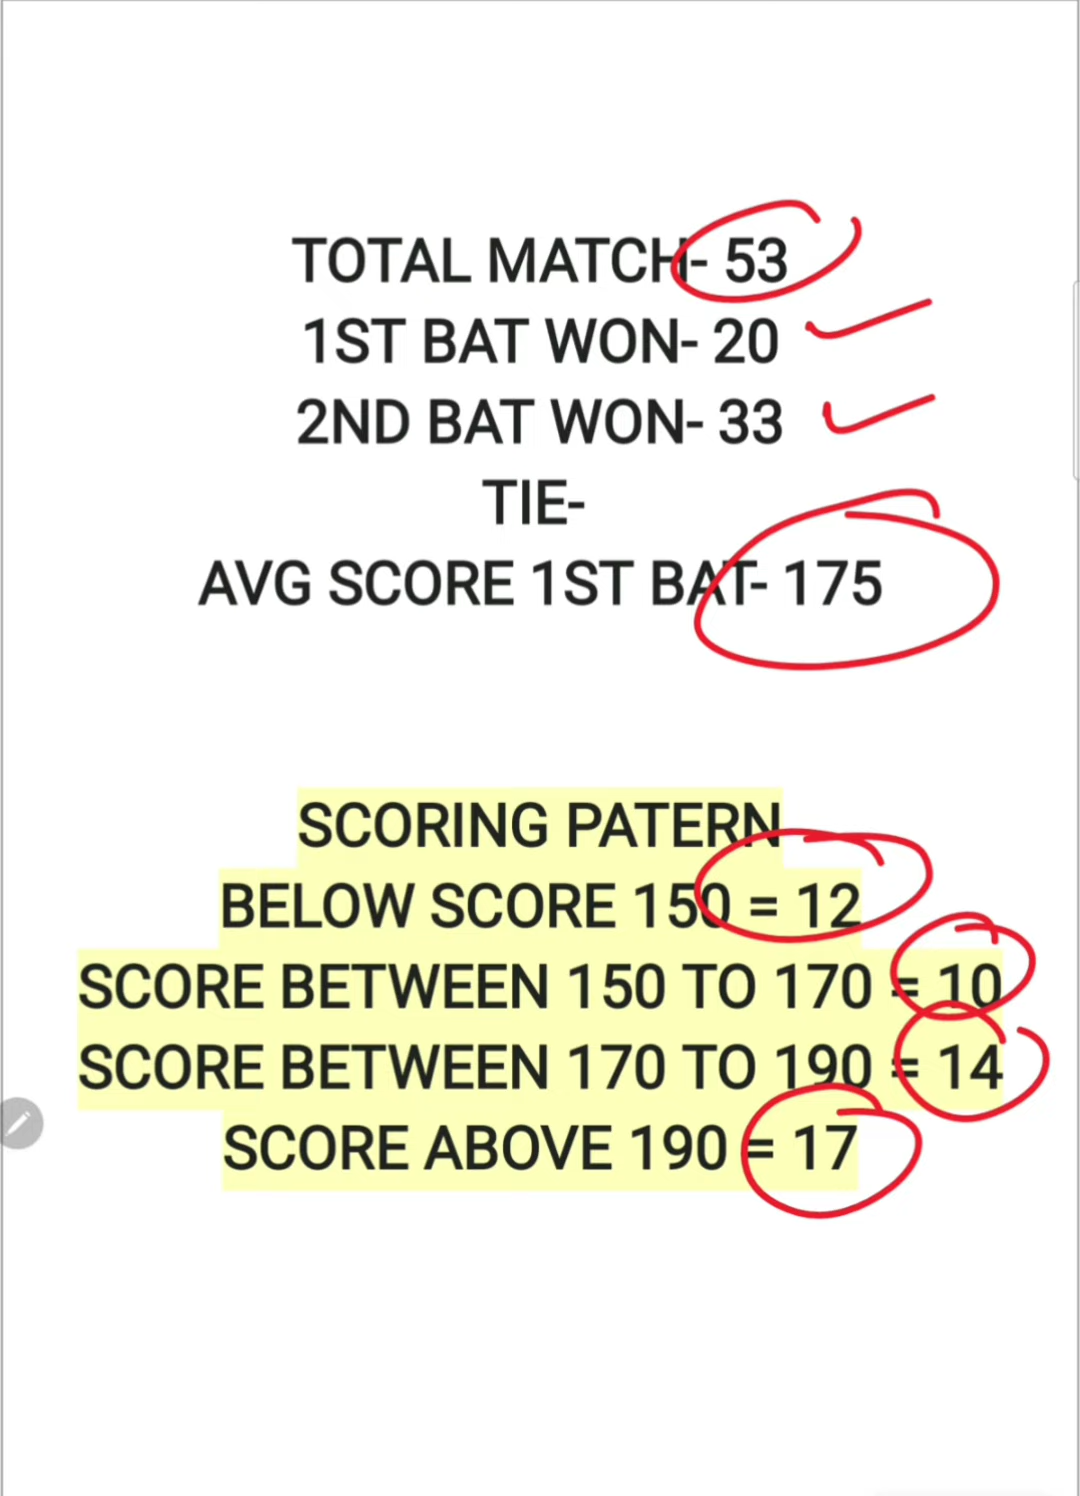 TOTAL MATCH- 53
1ST BAT WON- 20
2ND BAT WON- 33
TIE-
AVG SCORE 1ST BAT- 175
SCORING PATERN
BELOW SCORE 150 = 12
SCORE BETWEEN 150 TO 170 = 10
SCORE BETWEEN 170 TO 190 = 14
SCORE ABOVE 190 = 17